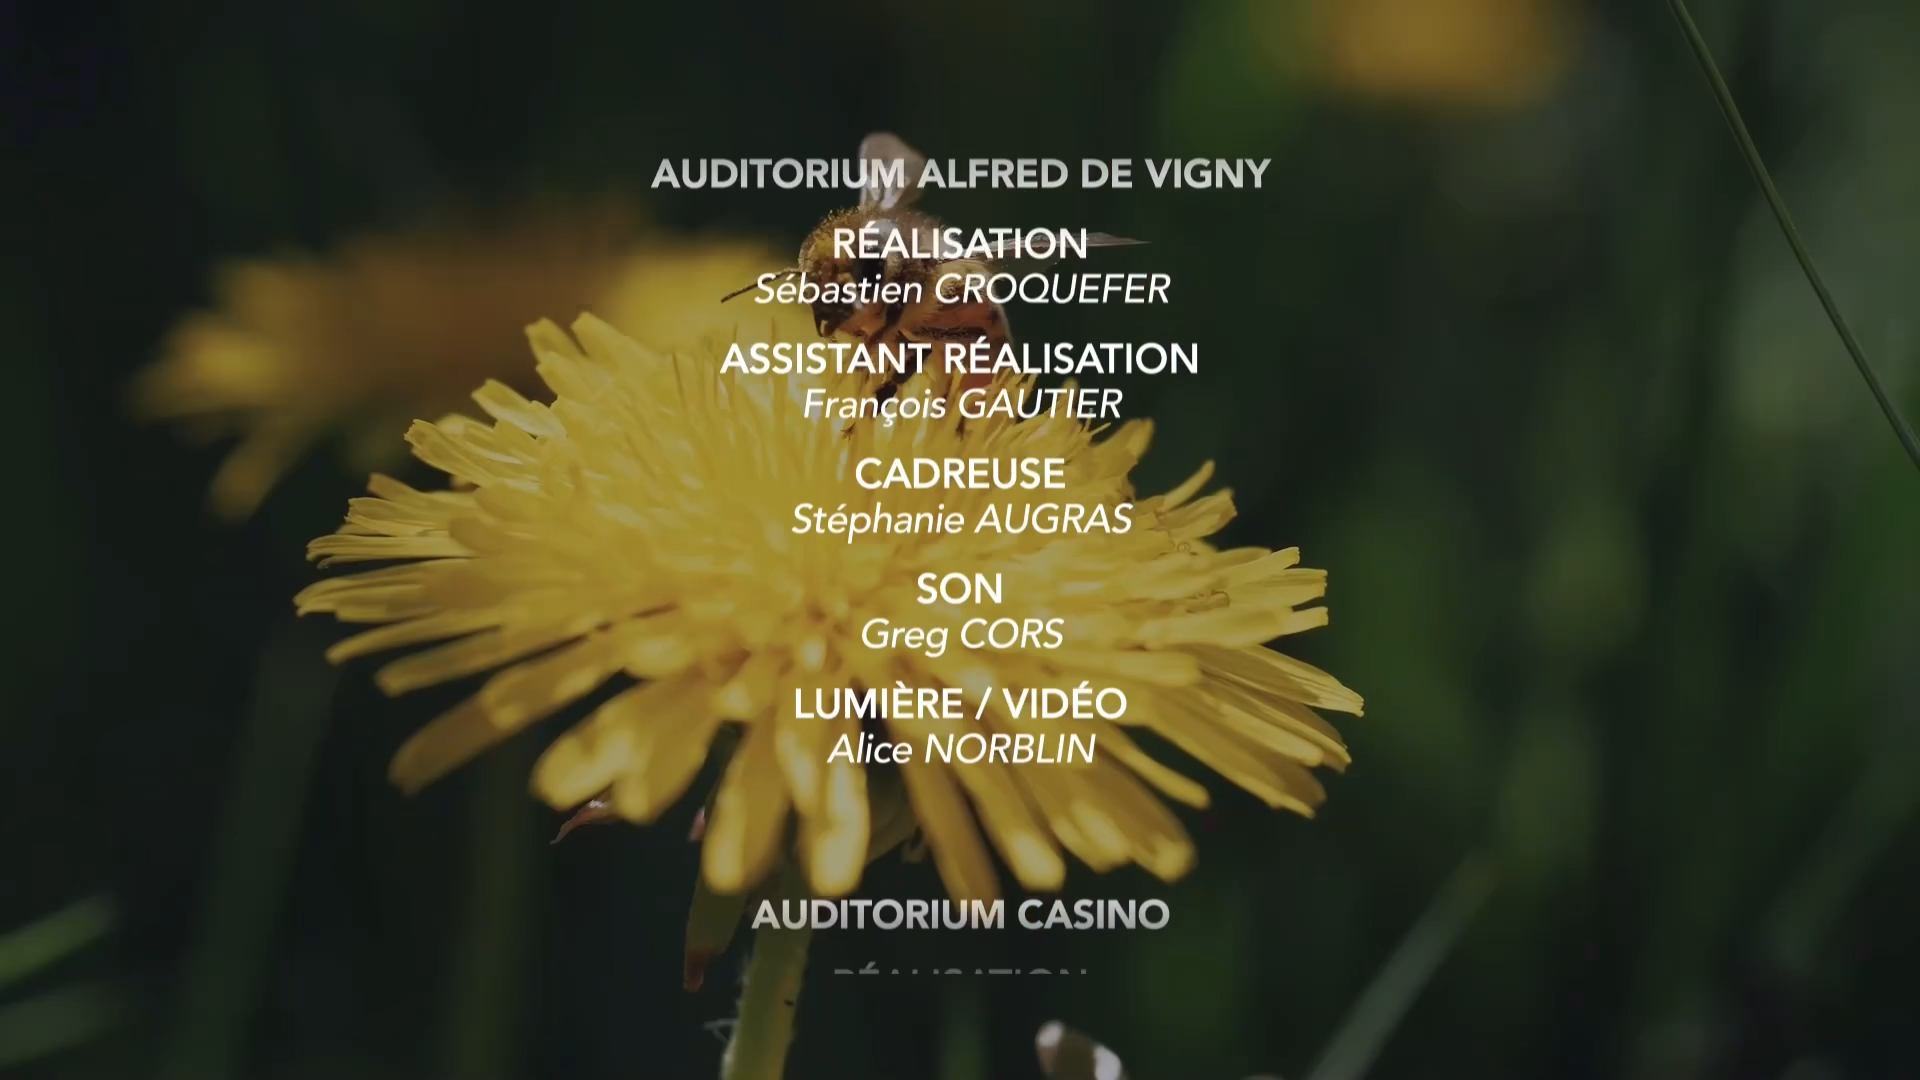 AUDITORIUM ALFRED DE VIGNY
RÉALISATION
Sébastien CROQUEFER
ASSISTANT RÉALISATION
François GAUTIER
CADREUSE
Stéphanie AUGRAS
SON
Greg CORS
LUMIÈRE / VIDÉO
Alice NORBLIN
AUDITORIUM CASINO
RÉALISATION